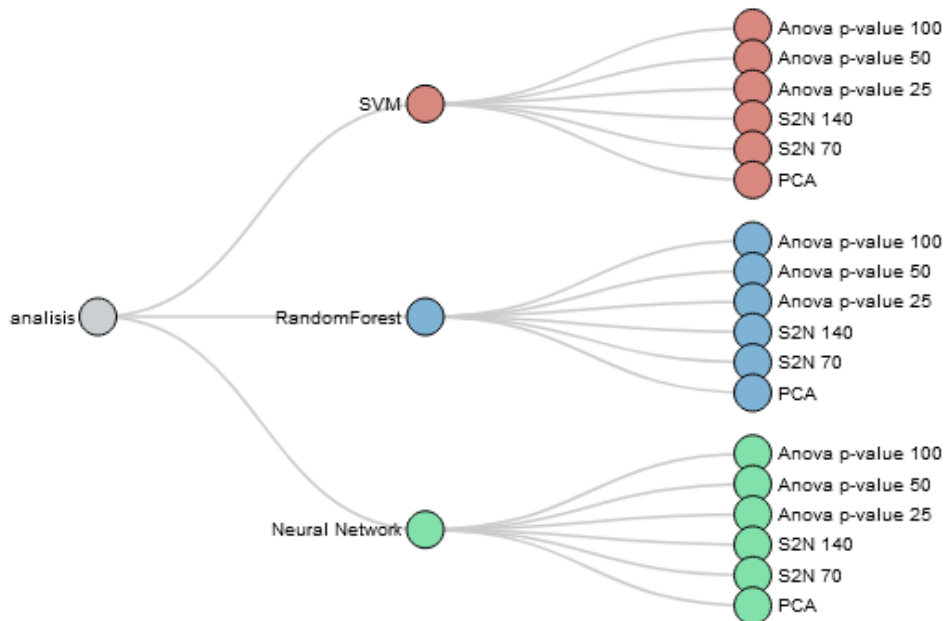 Anova p-value 100
Anova p-value 50
Anova p-value 25
SVM
S2N 140
S2N 70
PCA
Anova p-value 100
Anova p-value 50
Anova p-value 25
analisis
RandomForest
S2N 140
S2N 70
PCA
Anova p-value 100
Anova p-value 50
Anova p-value 25
Neural Network
S2N 140
S2N 70
PCA